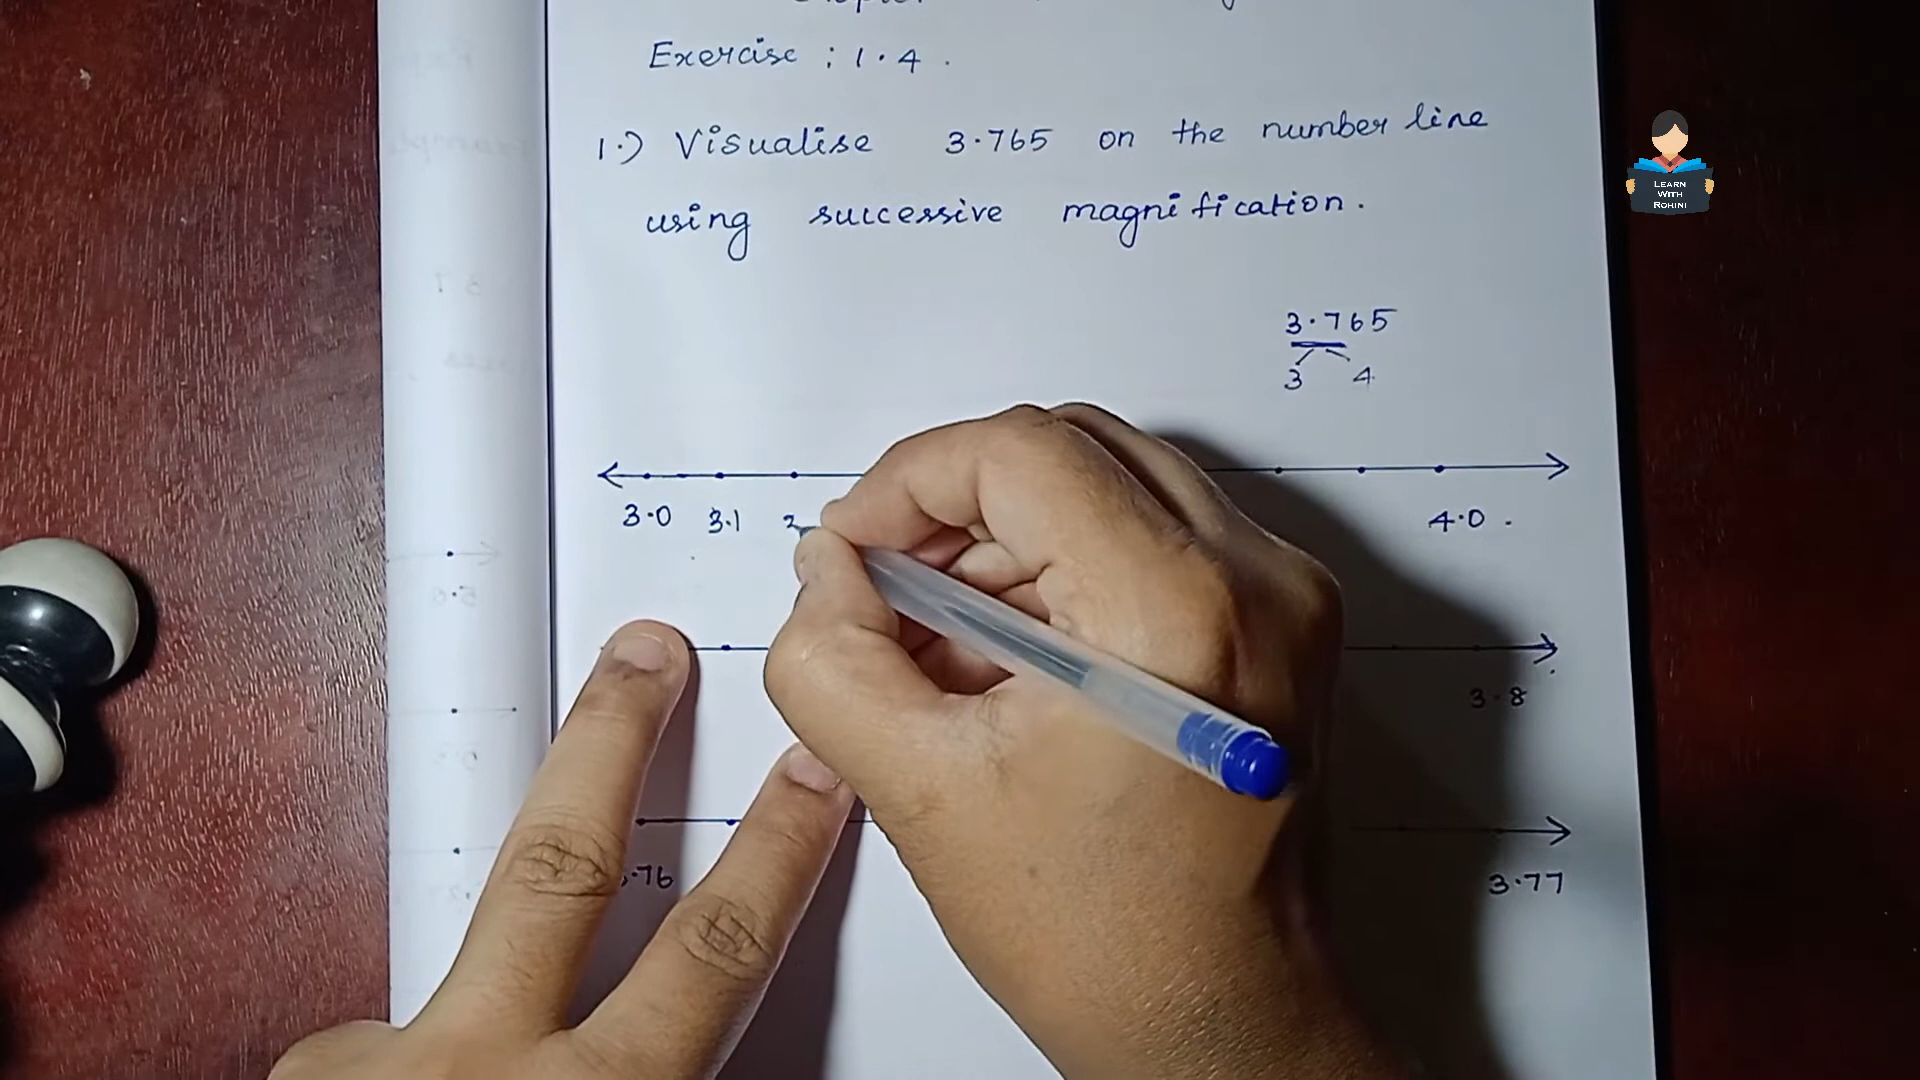 Exercise : 1.4.
1.) Visualise 3.765 on the number line
using successive magnification.
LEARN
WITH
ROHINI
3.765
3 4
3.0 3.1 4.0.
3.8
3.77